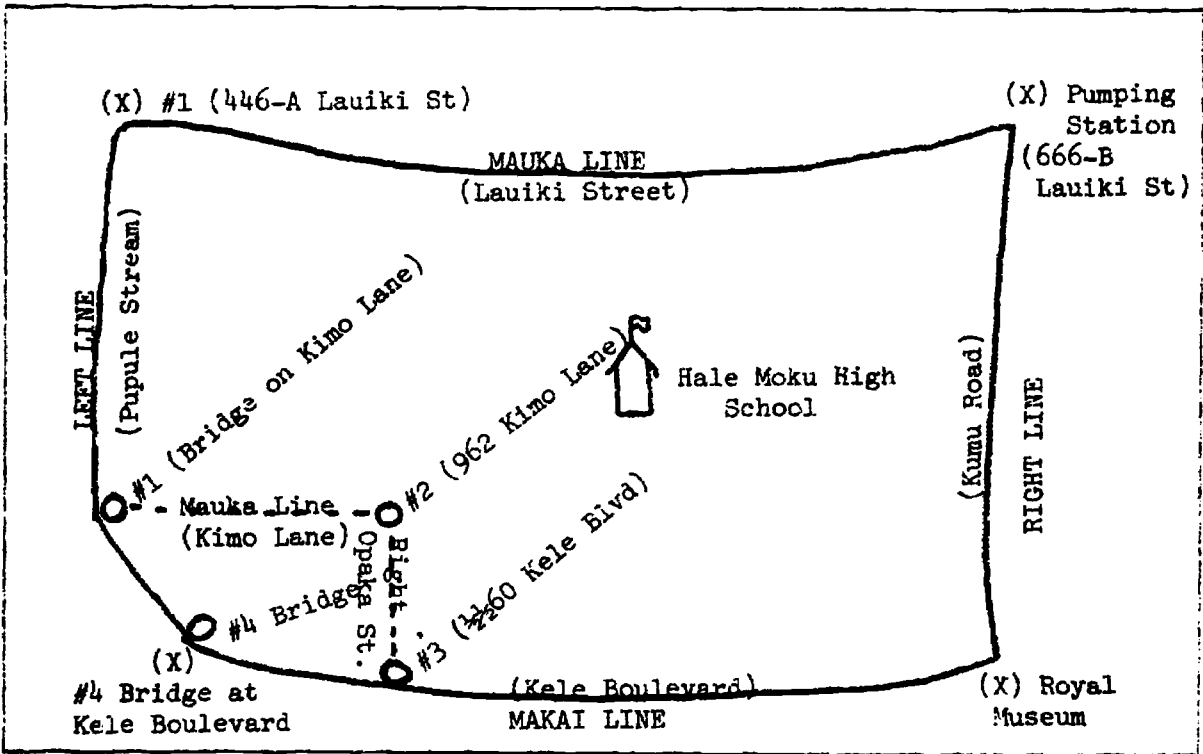 (X) #1 (446-A Lauiki St)
(X) Pumping
Station
(666-B
Lauiki St)
MAUKA LINE
(Lauiki Street)
LEFT LINE
(Pupule Stream)
#1 (Bridge on Kimo Lane)
#2 (962 Kimo Lane)
Hale Moku High
School
(Kumu Road)
RIGHT LINE
Mauka Line
(Kimo Lane)
Right
Opaka St.
#3 (60 Kele Blvd)
#4 Bridge
(X)
#4 Bridge at
Kele Boulevard
(Kele Boulevard)
MAKAI LINE
(X) Royal
Museum